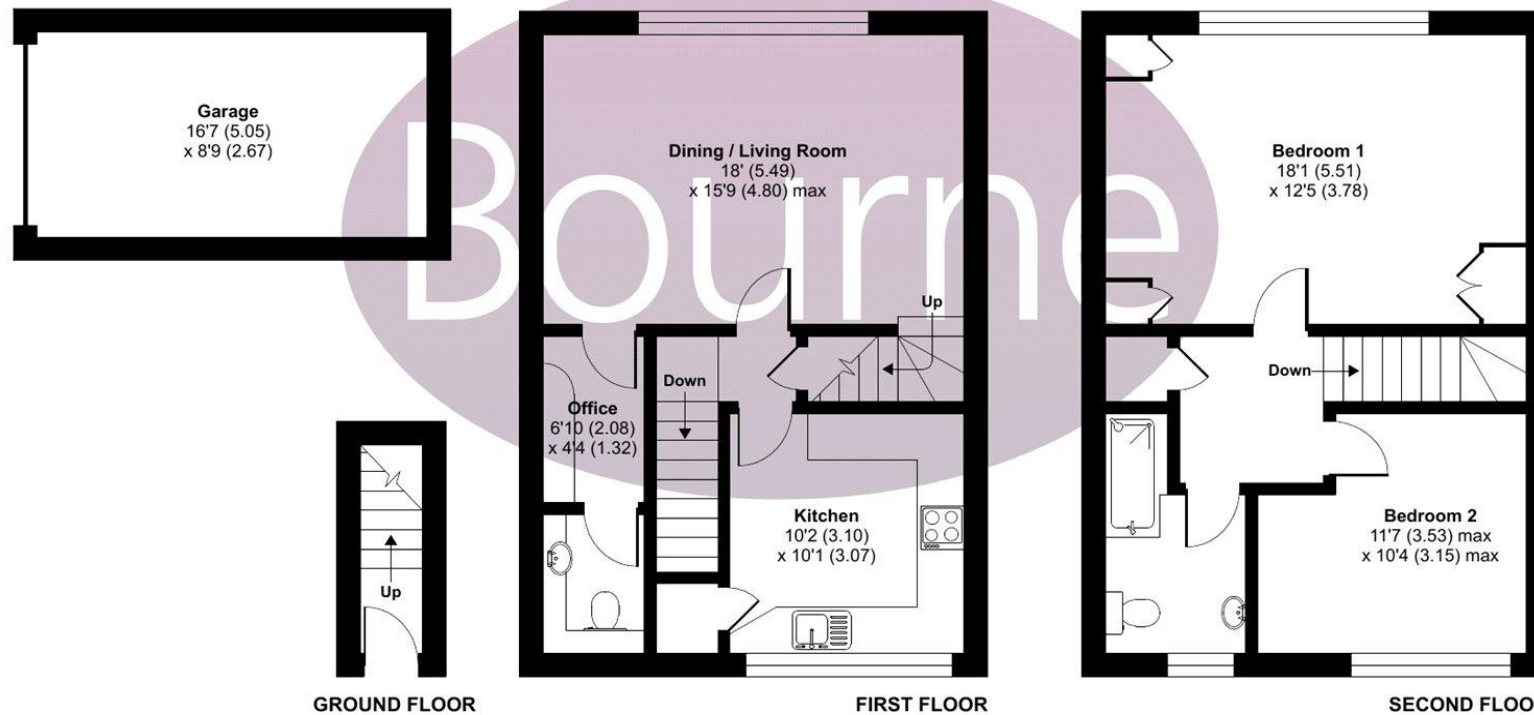 Garage
16'7 (5.05)
x 8'9 (2.67)
Dining / Living Room
18' (5.49)
x 15'9 (4.80) max
Bedroom 1
18'1 (5.51)
x 12'5 (3.78)
Bourne
Up
Down
Down
Office
6'10 (2.08)
x 4'4 (1.32)
Kitchen
10'2 (3.10)
x 10'1 (3.07)
Bedroom 2
11'7 (3.53) max
x 10'4 (3.15) max
Up
GROUND FLOOR
FIRST FLOOR
SECOND FLOO